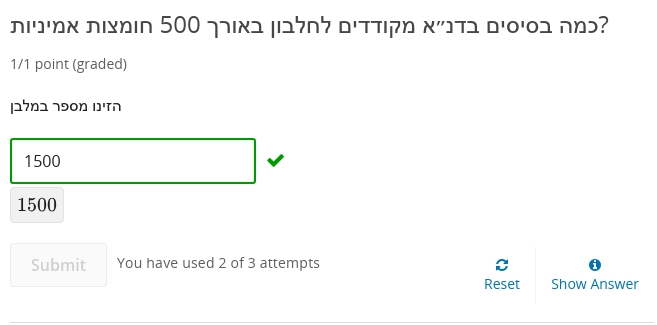 כמה בסיסים בדנ״א מקודדים לחלבון באורך 500 חומצות אמיניות?
1/1 point (graded)
הזינו מספר במלבן
1500
1500
Submit
You have used 2 of 3 attempts
Reset
Show Answer